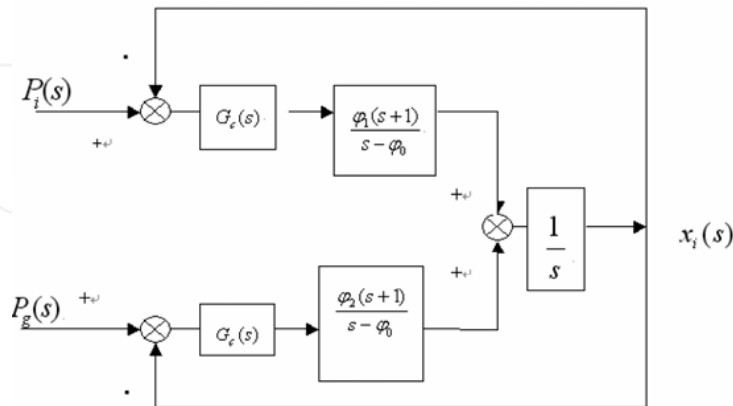 P_i(s)
+↵
G_c(s)
φ_1(s+1)
s-φ_0
+↵
1
s
x_i(s)
+↵
P_g(s)
+↵
G_c(s)
φ_2(s+1)
s-φ_0